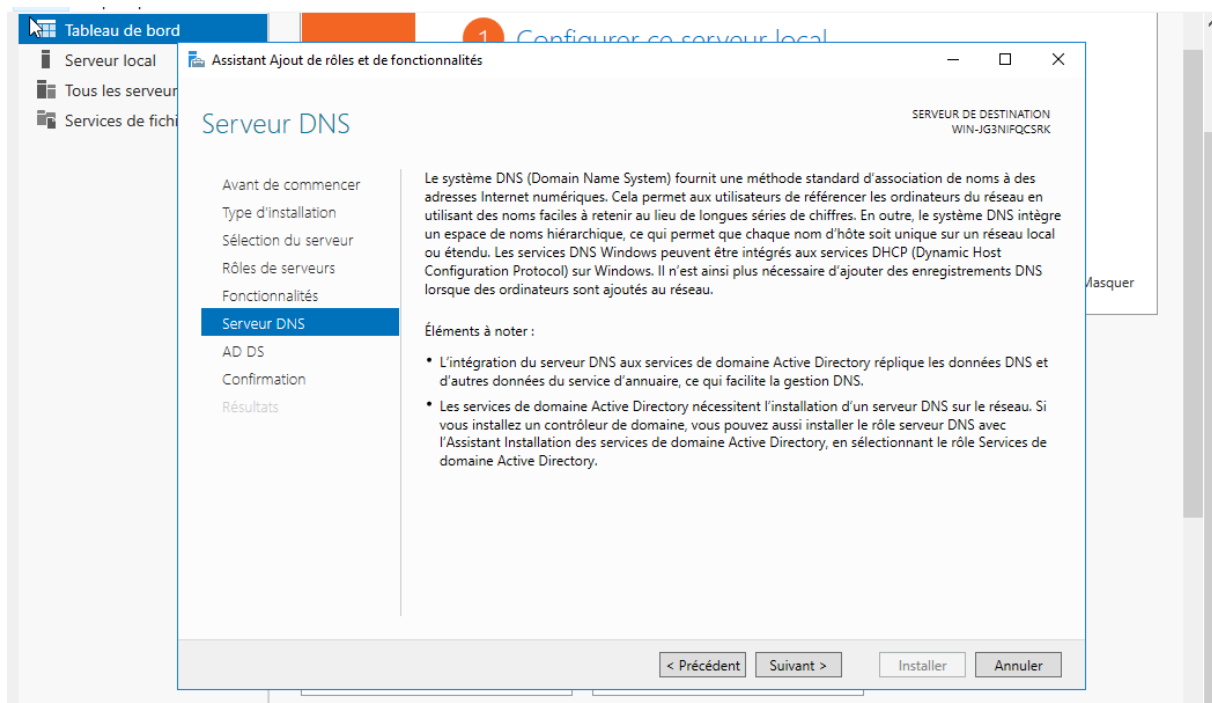 Tableau de bord
1 Configurer ce serveur local
Serveur local
Tous les serveur
Services de fichi
Masquer
Assistant Ajout de rôles et de fonctionnalités
Serveur DNS
SERVEUR DE DESTINATION
WIN-JG3NIFQCSRK
Avant de commencer
Type d'installation
Sélection du serveur
Rôles de serveurs
Fonctionnalités
Serveur DNS
AD DS
Confirmation
Résultats
Le système DNS (Domain Name System) fournit une méthode standard d'association de noms à des
adresses Internet numériques. Cela permet aux utilisateurs de référencer les ordinateurs du réseau en
utilisant des noms faciles à retenir au lieu de longues séries de chiffres. En outre, le système DNS intègre
un espace de noms hiérarchique, ce qui permet que chaque nom d'hôte soit unique sur un réseau local
ou étendu. Les services DNS Windows peuvent être intégrés aux services DHCP (Dynamic Host
Configuration Protocol) sur Windows. Il n'est ainsi plus nécessaire d'ajouter des enregistrements DNS
lorsque des ordinateurs sont ajoutés au réseau.
Éléments à noter :
• L'intégration du serveur DNS aux services de domaine Active Directory réplique les données DNS et
d'autres données du service d'annuaire, ce qui facilite la gestion DNS.
• Les services de domaine Active Directory nécessitent l'installation d'un serveur DNS sur le réseau. Si
vous installez un contrôleur de domaine, vous pouvez aussi installer le rôle serveur DNS avec
l'Assistant Installation des services de domaine Active Directory, en sélectionnant le rôle Services de
domaine Active Directory.
< Précédent
Suivant >
Installer
Annuler